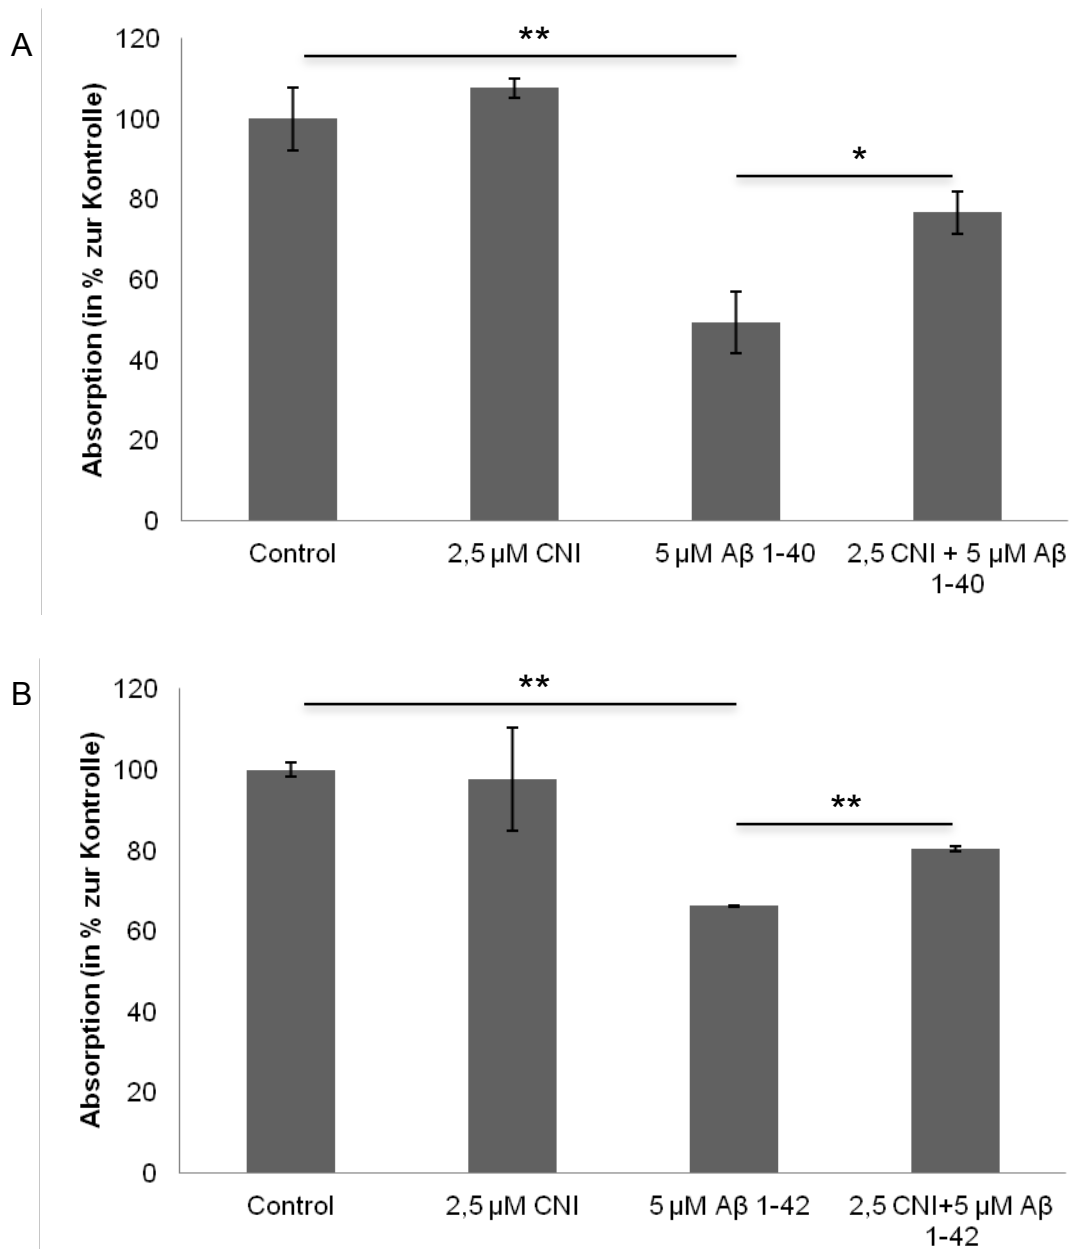 A
**
*
Absorption (in % zur Kontrolle)
120
100
80
60
40
20
0
Control
2,5 µM CNI
5 µM Aβ 1-40
2,5 CNI + 5 µM Aβ
1-40
B
**
**
Absorption (in % zur Kontrolle)
120
100
80
60
40
20
0
Control
2,5 µM CNI
5 µM Aβ 1-42
2,5 CNI+5 µM Aβ
1-42